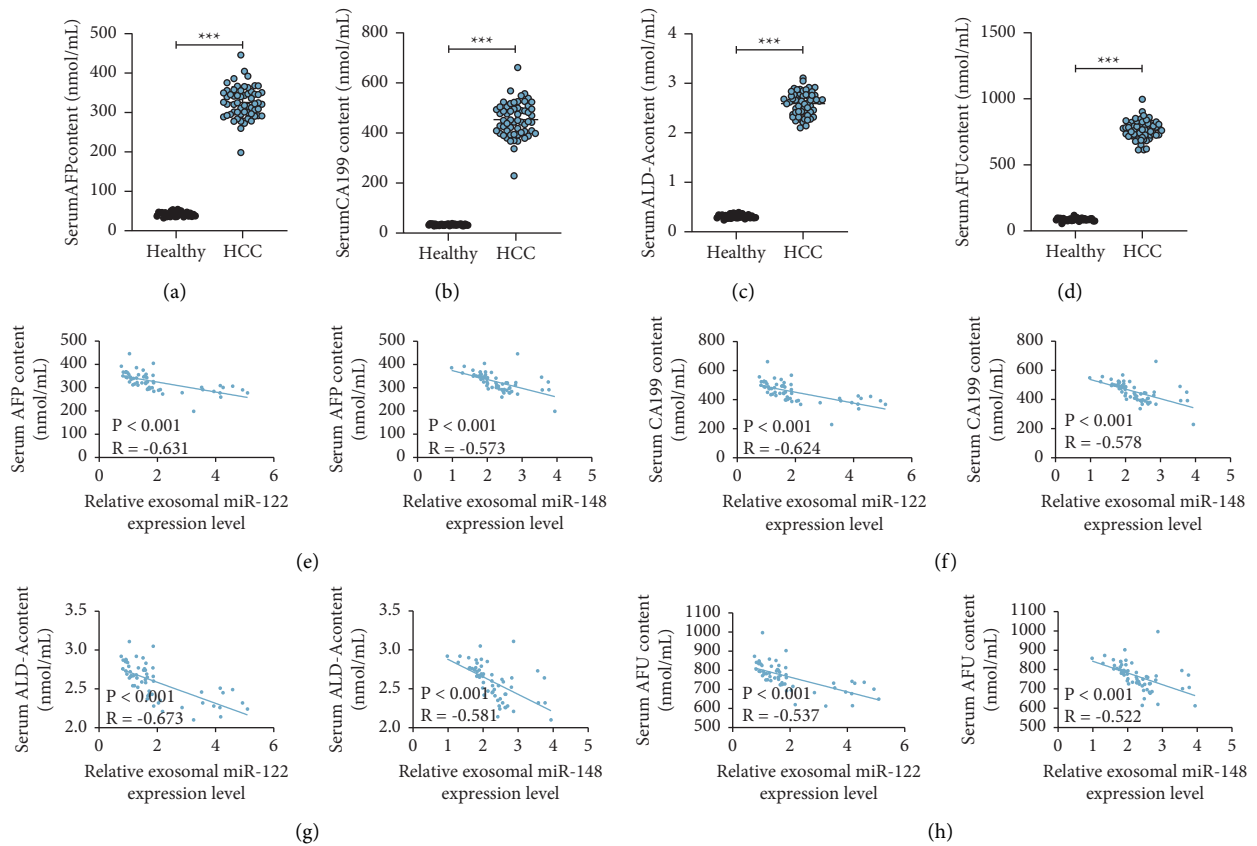 Serum AFP content (nmol/mL)
500
400
300
200
100
0
***
Healthy
HCC
(a)
Serum CA199 content (nmol/mL)
800
600
400
200
0
***
Healthy
HCC
(b)
Serum ALD-A content (nmol/mL)
4
3
2
1
0
***
Healthy
HCC
(c)
Serum AFU content (nmol/mL)
1500
1000
500
0
***
Healthy
HCC
(d)
Serum AFP content
(nmol/mL)
500
400
300
200
100
0
P < 0.001
R = -0.631
0 2 4 6
Relative exosomal miR-122
expression level
Serum AFP content
(nmol/mL)
500
400
300
200
100
0
P < 0.001
R = -0.573
0 1 2 3 4 5
Relative exosomal miR-148
expression level
(e)
Serum CA199 content
(nmol/mL)
800
600
400
200
0
P < 0.001
R = -0.624
0 2 4 6
Relative exosomal miR-122
expression level
Serum CA199 content
(nmol/mL)
800
600
400
200
0
P < 0.001
R = -0.578
0 1 2 3 4 5
Relative exosomal miR-148
expression level
(f)
Serum ALD-A content
(nmol/mL)
3.5
3.0
2.5
2.0
P < 0.001
R = -0.673
0 2 4 6
Relative exosomal miR-122
expression level
Serum ALD-A content
(nmol/mL)
3.5
3.0
2.5
2.0
P < 0.001
R = -0.581
0 1 2 3 4 5
Relative exosomal miR-148
expression level
(g)
Serum AFU content
(nmol/mL)
1100
1000
900
800
700
600
500
P < 0.001
R = -0.537
0 2 4 6
Relative exosomal miR-122
expression level
Serum AFU content
(nmol/mL)
1100
1000
900
800
700
600
500
P < 0.001
R = -0.522
0 1 2 3 4 5
Relative exosomal miR-148
expression level
(h)